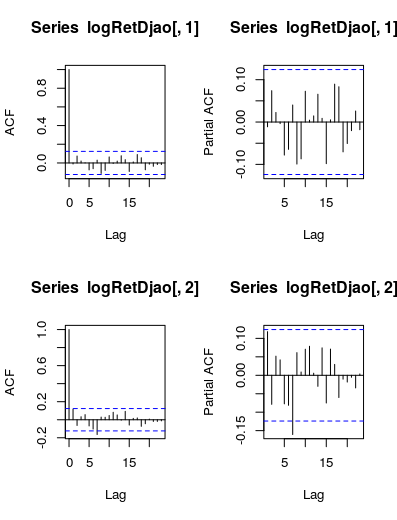 Series logRetDjao[, 1]
ACF
0.0 0.4 0.8
0 5 15
Lag
Series logRetDjao[, 1]
Partial ACF
-0.10 0.00 0.10
5 15
Lag
Series logRetDjao[, 2]
ACF
-0.2 0.2 0.6 1.0
0 5 15
Lag
Series logRetDjao[, 2]
Partial ACF
-0.15 0.00 0.10
5 15
Lag